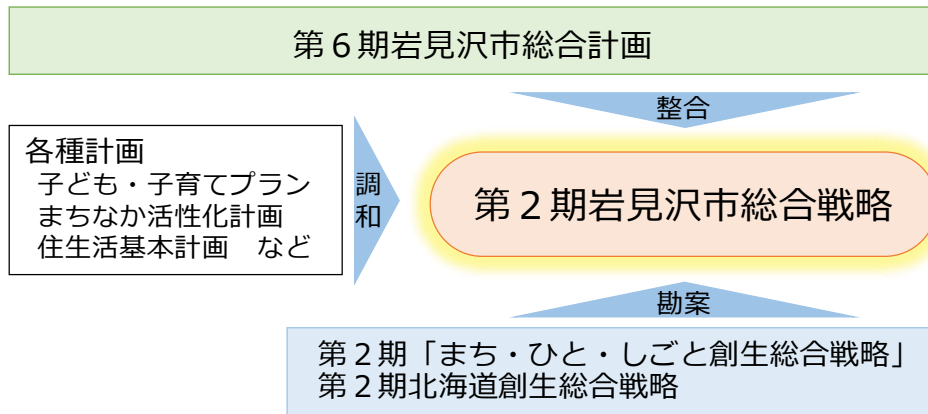 第６期岩見沢市総合計画
整合
各種計画
子ども・子育てプラン
まちなか活性化計画
住生活基本計画　など
調和
第２期岩見沢市総合戦略
勘案
第２期「まち・ひと・しごと創生総合戦略」
第２期北海道創生総合戦略